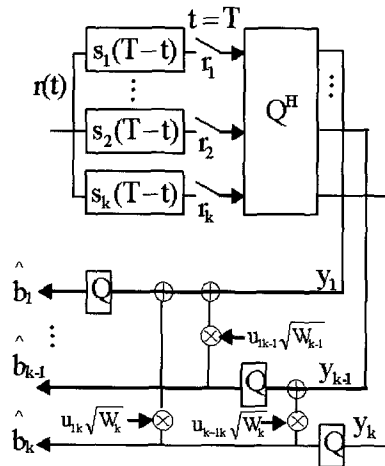 t = T
s₁(T−t)
r₁
r(t)
⋮
s₂(T−t)
r₂
sₖ(T−t)
rₖ
Qᴴ
⋮
b̂₁
Q
y₁
⋮
u₁ₖ₋₁√Wₖ₋₁
b̂ₖ₋₁
Q
yₖ₋₁
u₁ₖ√Wₖ
uₖ₋₁ₖ√Wₖ
b̂ₖ
Q
yₖ